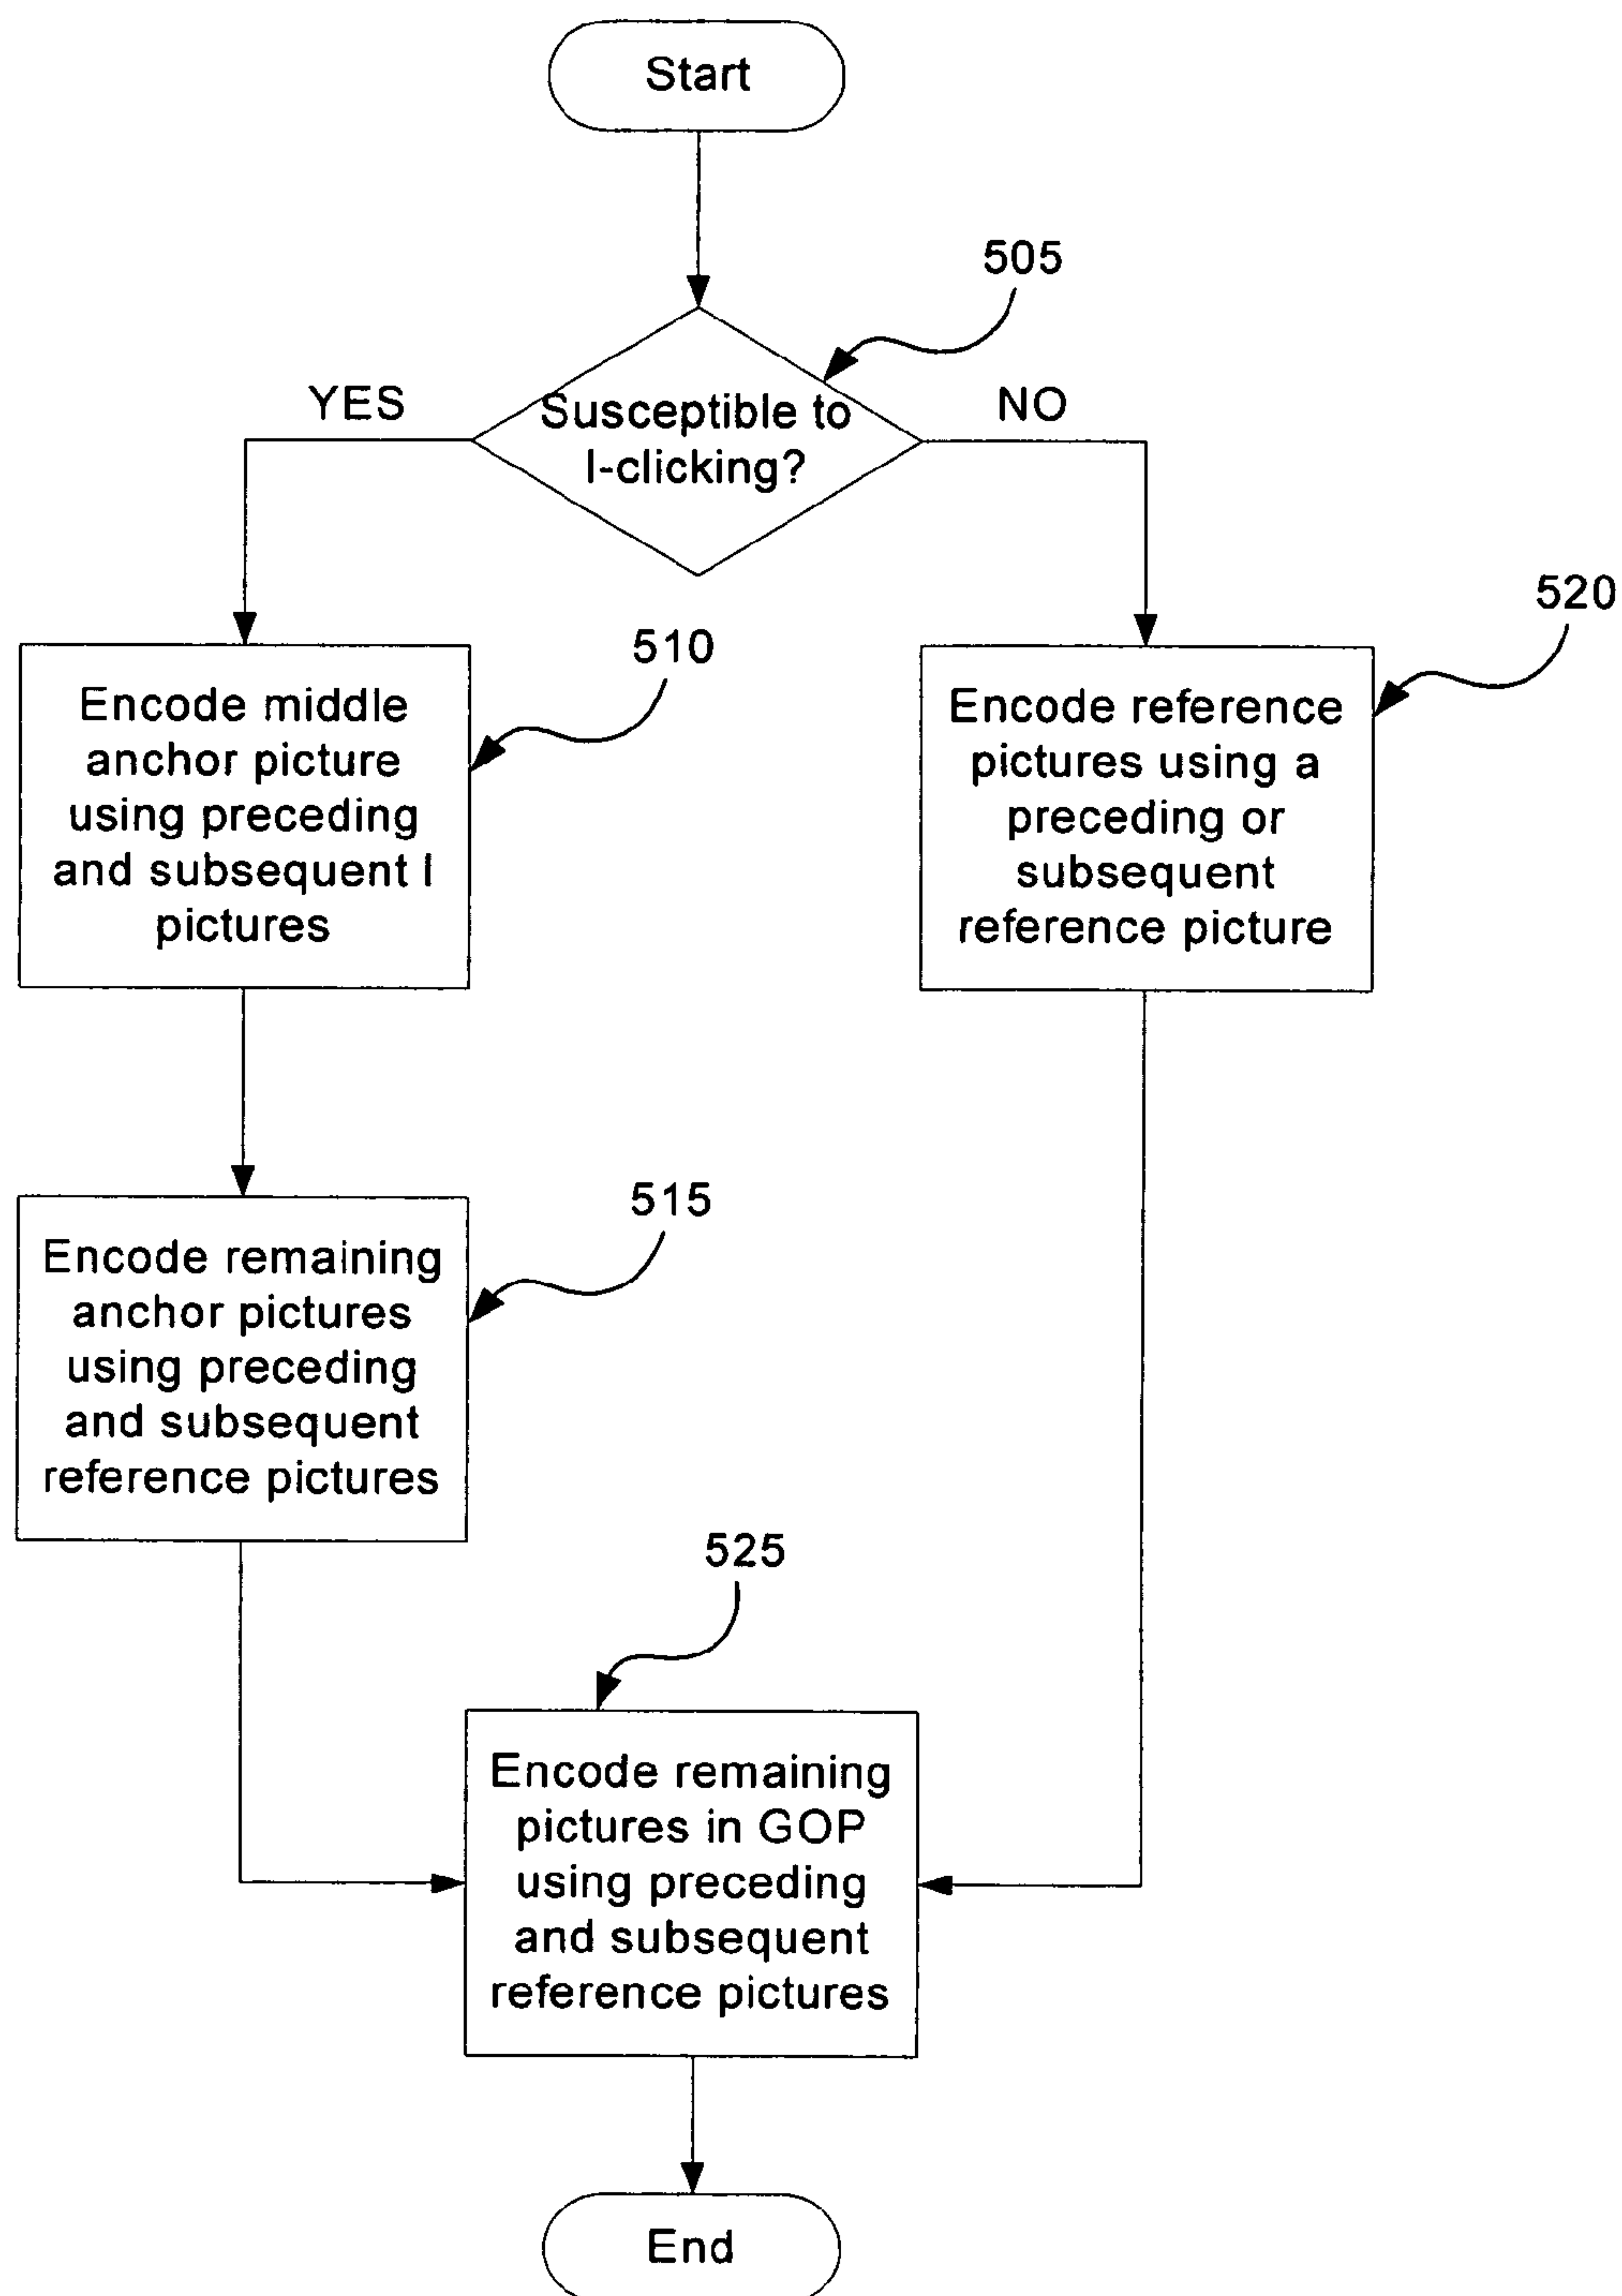 Start
505
YES
Susceptible to
I-clicking?
NO
520
510
Encode middle
anchor picture
using preceding
and subsequent I
pictures
Encode reference
pictures using a
preceding or
subsequent
reference picture
515
Encode remaining
anchor pictures
using preceding
and subsequent
reference pictures
525
Encode remaining
pictures in GOP
using preceding
and subsequent
reference pictures
End